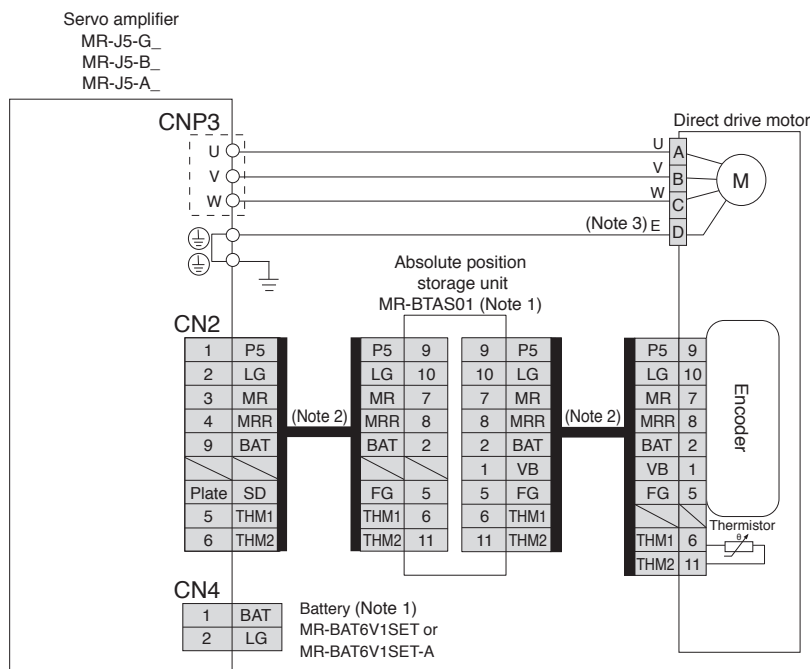 Servo amplifier
MR-J5-G_
MR-J5-B_
MR-J5-A_
CNP3
Direct drive motor
U U A
V V B M
W W C
(Note 3) E D
Absolute position
storage unit
MR-BTAS01 (Note 1)
CN2
1 P5 P5 9 9 P5 P5 9
2 LG LG 10 10 LG LG 10
3 MR MR 7 7 MR MR 7
4 MRR (Note 2) MRR 8 8 MRR (Note 2) MRR 8
9 BAT BAT 2 2 BAT BAT 2
1 VB VB 1
Plate SD FG 5 5 FG FG 5
5 THM1 THM1 6 6 THM1
6 THM2 THM2 11 11 THM2 THM1 6
THM2 11
Encoder
Thermistor
θ
CN4
1 BAT
2 LG
Battery (Note 1)
MR-BAT6V1SET or
MR-BAT6V1SET-A